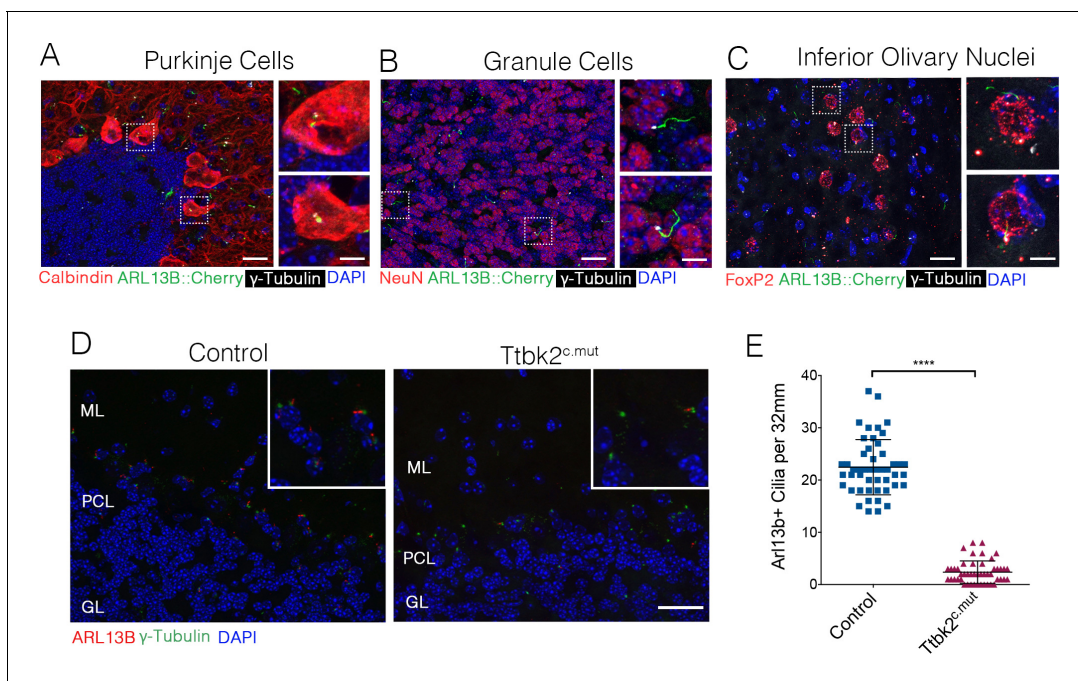 A
Purkinje Cells
Calbindin ARL13B::Cherry γ-Tubulin DAPI
B
Granule Cells
NeuN ARL13B::Cherry γ-Tubulin DAPI
C
Inferior Olivary Nuclei
FoxP2 ARL13B::Cherry γ-Tubulin DAPI
D
Control
Ttbk2c.mut
ML
PCL
GL
ML
PCL
GL
ARL13B γ-Tubulin DAPI
E
****
Arl13b+ Cilia per 32mm
40
30
20
10
0
Control
Ttbk2c.mut